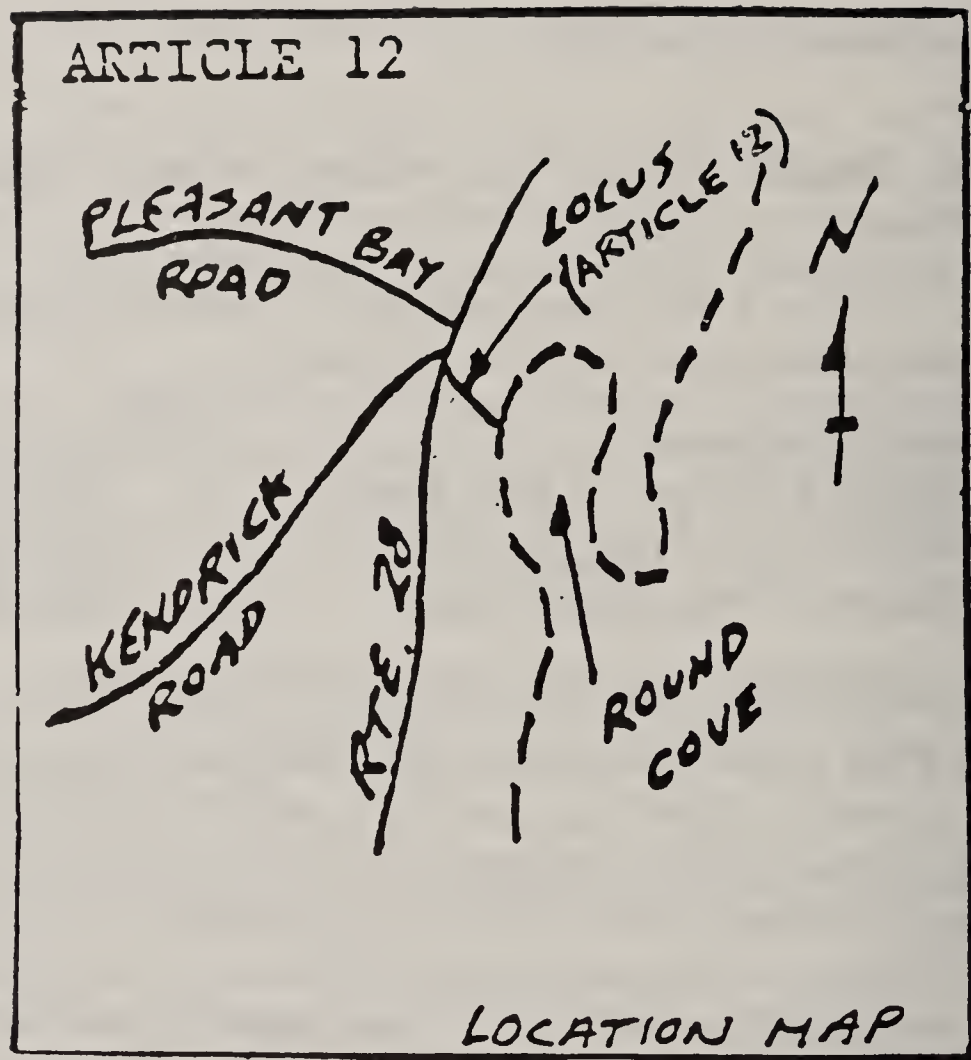 ARTICLE 12
PLEASANT BAY
ROAD
LOCUS
(ARTICLE 12)
N
KENDRICK
ROAD
RTE. 28
ROUND
COVE
LOCATION MAP